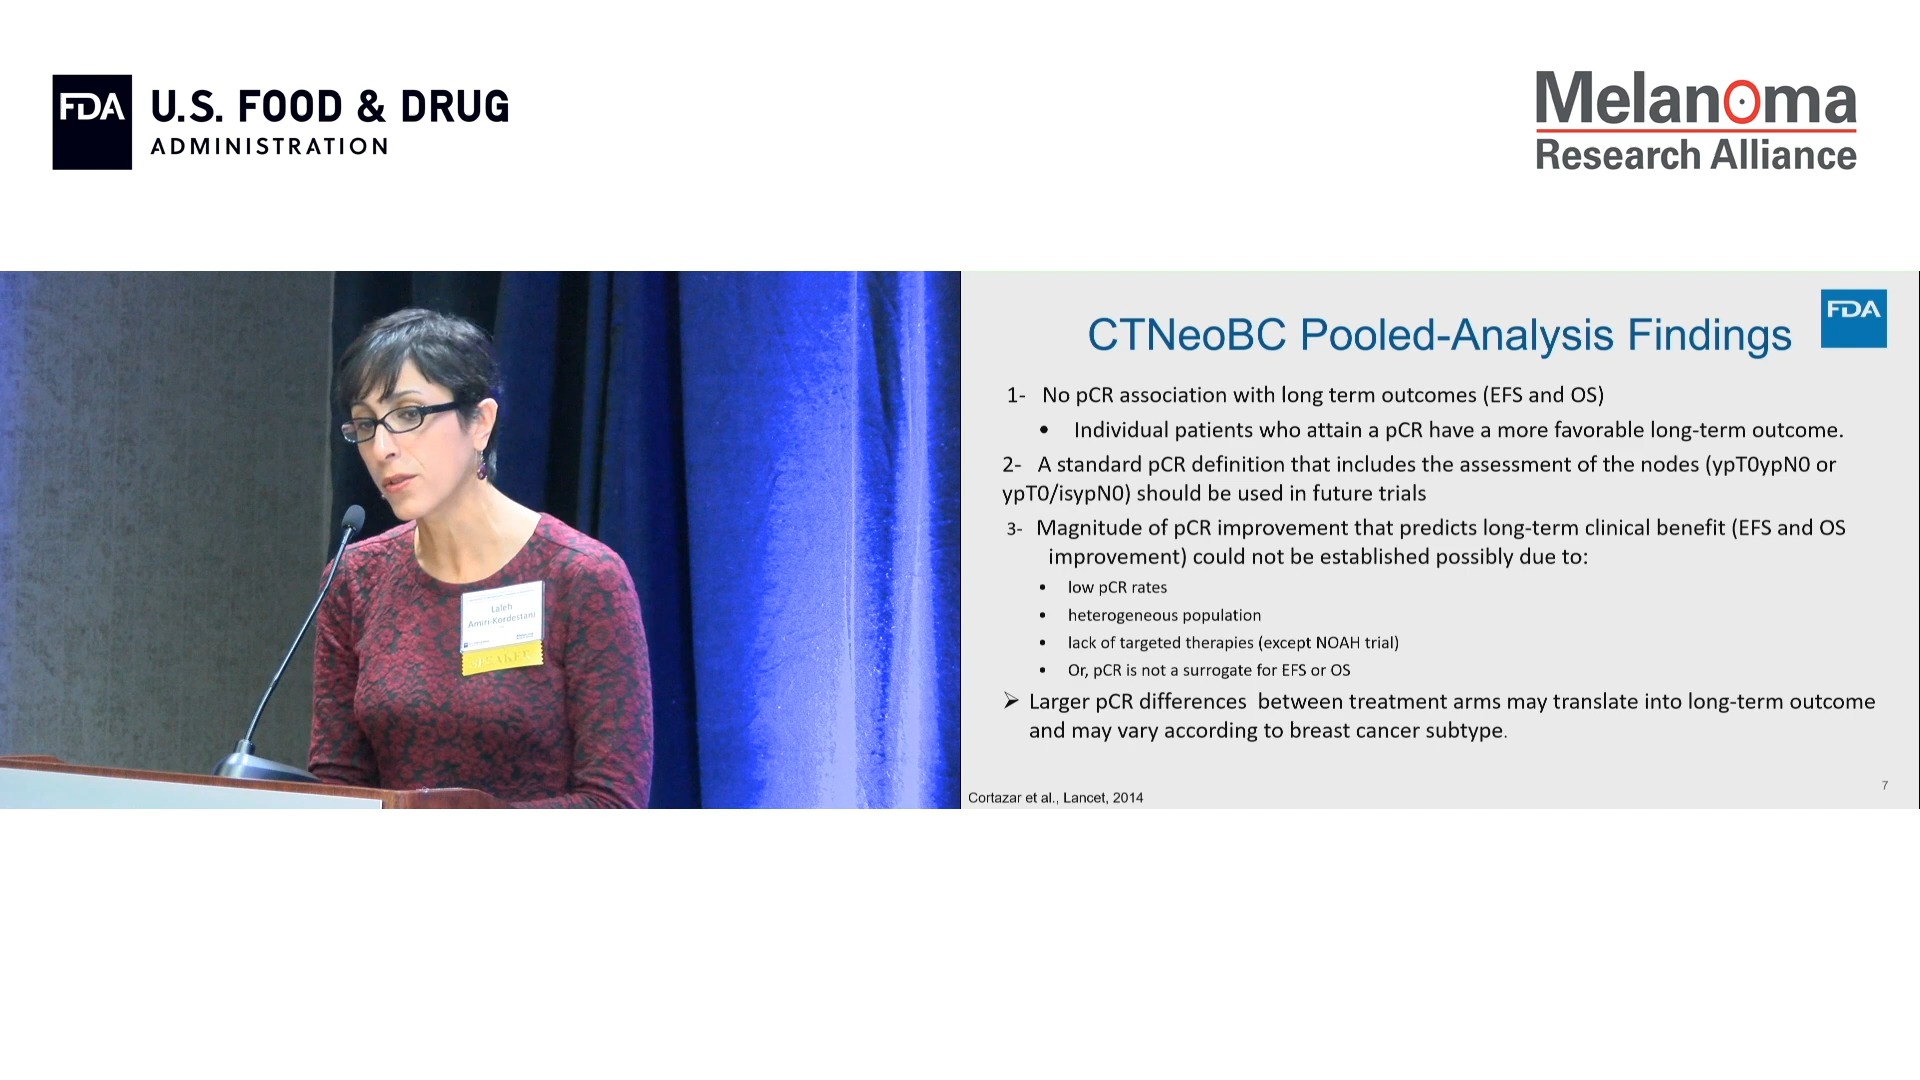 FDA U.S. FOOD & DRUG
ADMINISTRATION
Melanoma
Research Alliance
Laleh
Amiri-Kordestani
SPEAKER
FDA
CTNeoBC Pooled-Analysis Findings
1- No pCR association with long term outcomes (EFS and OS)
• Individual patients who attain a pCR have a more favorable long-term outcome.
2- A standard pCR definition that includes the assessment of the nodes (ypT0ypN0 or
ypT0/isypN0) should be used in future trials
3- Magnitude of pCR improvement that predicts long-term clinical benefit (EFS and OS
improvement) could not be established possibly due to:
• low pCR rates
• heterogeneous population
• lack of targeted therapies (except NOAH trial)
• Or, pCR is not a surrogate for EFS or OS
➢ Larger pCR differences between treatment arms may translate into long-term outcome
and may vary according to breast cancer subtype.
7
Cortazar et al., Lancet, 2014